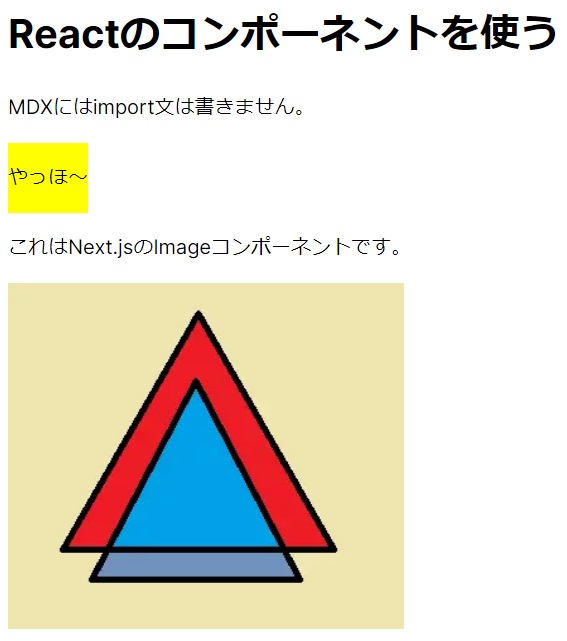 Reactのコンポーネントを使う
MDXにはimport文は書きません。
やっほ～
これはNext.jsのImageコンポーネントです。